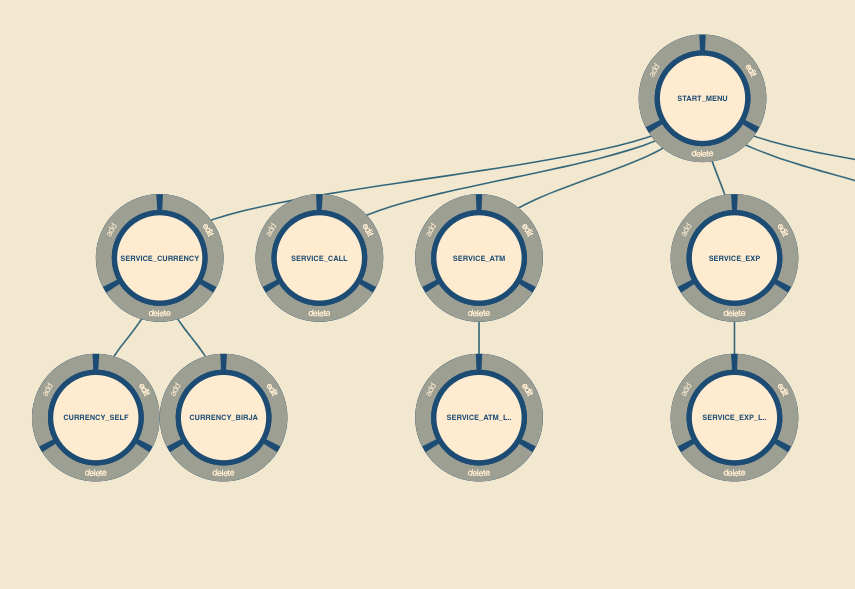 add
edit
START_MENU
delete
add
edit
SERVICE_CURRENCY
delete
add
edit
SERVICE_CALL
delete
add
edit
SERVICE_ATM
delete
add
edit
SERVICE_EXP
delete
add
edit
CURRENCY_SELF
delete
add
edit
CURRENCY_BIRJA
delete
add
edit
SERVICE_ATM_L..
delete
add
edit
SERVICE_EXP_L..
delete